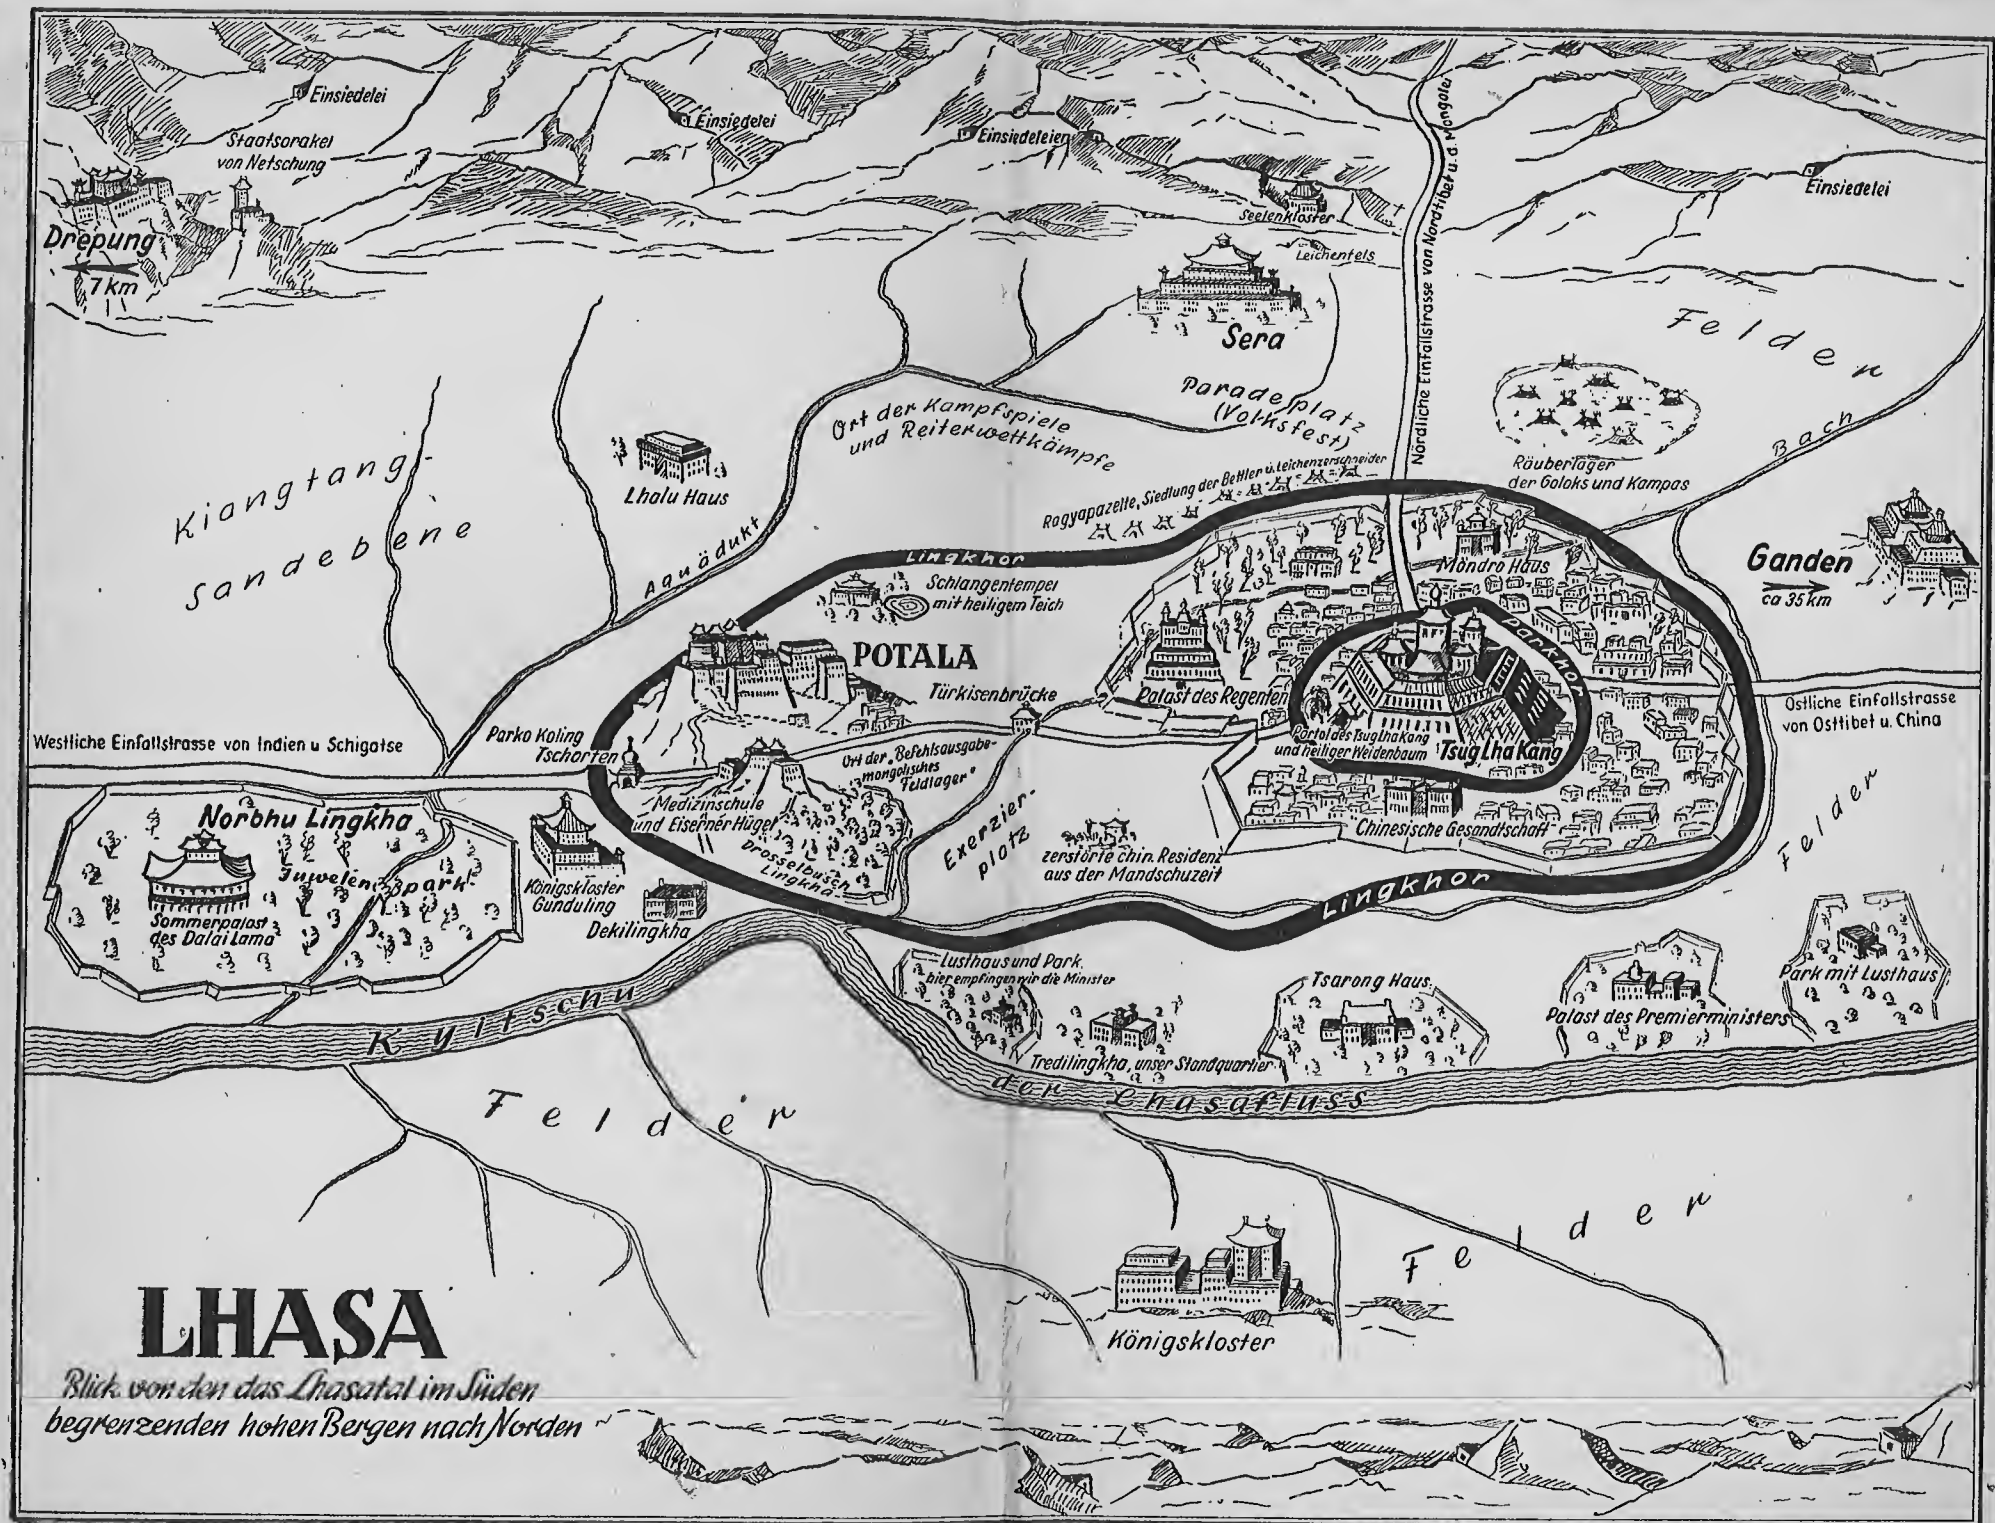 Einsiedelei
Einsiedelei
Einsiedeleien
Einsiedelei
Staatsorakel
von Netschung
Drepung
7 km
Seelenkloster
Leichenfels
Sera
Nördliche Einfallstrasse von Nordtibet u. d. Mongolei
Felder
Paradeplatz
(Volksfest)
Ort der Kampfspiele
und Reiterwettkämpfe
Bach
Räuberlager
der Goloks und Kampas
Ragyapazelte, Siedlung der Bettler u. Leichenzerschneider
Kiangtang-
Sandebene
Lhalu Haus
Aquädukt
Lingkhor
Schlangentempel
mit heiligem Teich
Möndro Haus
Ganden
ca 35 km
POTALA
Parkhor
Türkisenbrücke
Palast des Regenten
Östliche Einfallstrasse
von Osttibet u. China
Westliche Einfallstrasse von Indien u Schigatse
Parko Koling
Tschorten
Ort der "Befehlsausgabe-
mongolisches
Feldlager"
Portal des Tsug Lha Kang
und heiliger Weidenbaum
Tsug Lha Kang
Norbhu Lingkha
Juwelenpark
Sommerpalast
des Dalai Lama
Medizinschule
und Eiserner Hügel
Drosselbusch
Lingkha
Exerzier-
platz
zerstörte chin. Residenz
aus der Mandschuzeit
Chinesische Gesandtschaft
Felder
Königskloster
Gunduling
Dekilingkha
Lingkhor
Lusthaus und Park,
hier empfingen wir die Minister
Tredilingkha, unser Standquartier
Tsarong Haus
Palast des Premierministers
Park mit Lusthaus
Kyitschu
der Lhasafluss
Felder
Felder
Königskloster
LHASA
Blick von den das Lhasatal im Süden
begrenzenden hohen Bergen nach Norden